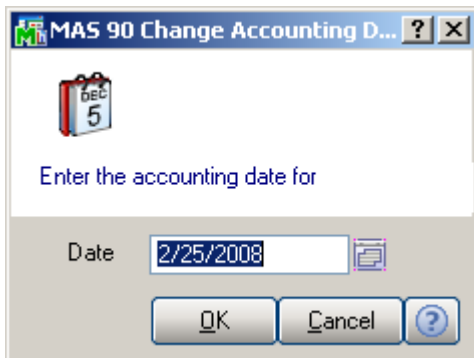 MAS 90 Change Accounting D...
DEC
5
Enter the accounting date for
Date 2/25/2008
OK Cancel